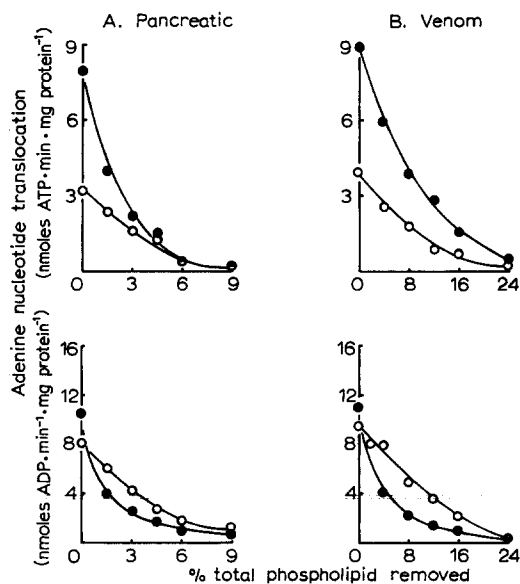 A. Pancreatic
B. Venom
Adenine nucleotide translocation
(nmoles ATP·min·mg protein⁻¹)
(nmoles ADP·min⁻¹·mg protein⁻¹)
9
6
3
0 3 6 9
9
6
3
0 8 16 24
16
12
8
4
0 3 6 9
16
12
8
4
0 8 16 24
% total phospholipid removed